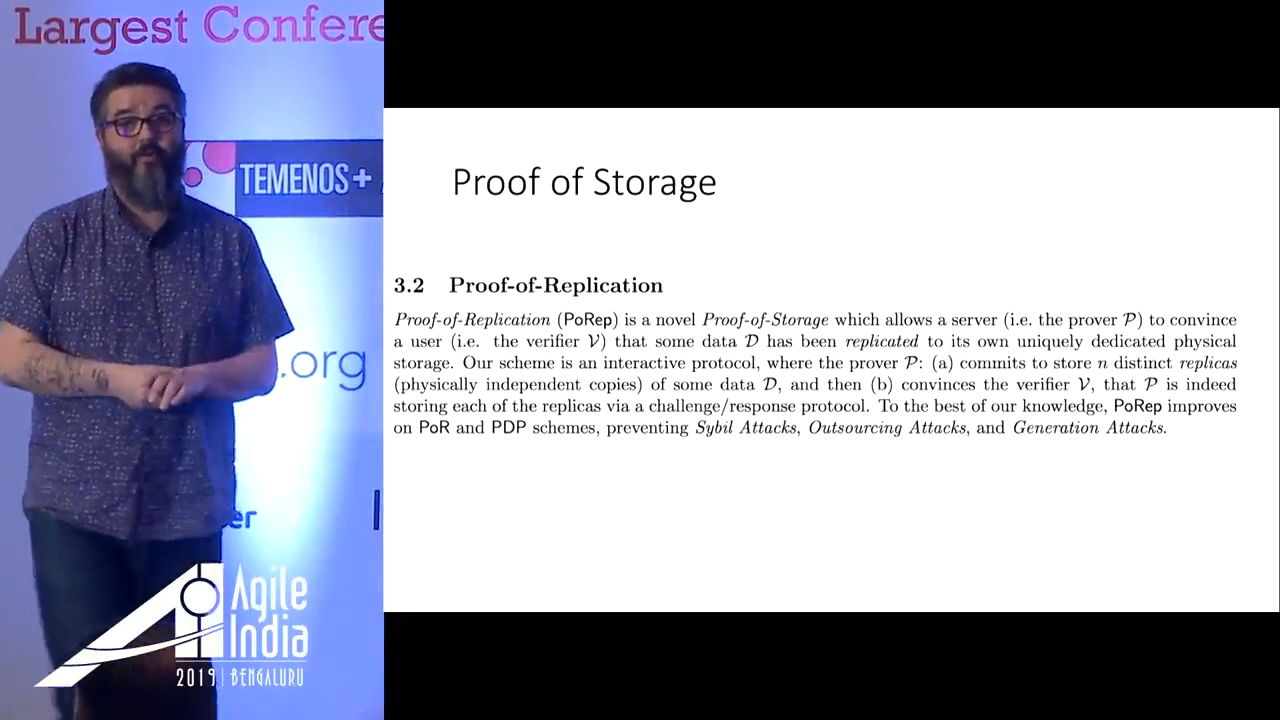 Largest Confere
TEMENOS+
.org
er
Agile
India
2019 | BENGALURU
Proof of Storage
3.2 Proof-of-Replication
Proof-of-Replication (PoRep) is a novel Proof-of-Storage which allows a server (i.e. the prover 𝒫) to convince
a user (i.e. the verifier 𝒱) that some data 𝒟 has been replicated to its own uniquely dedicated physical
storage. Our scheme is an interactive protocol, where the prover 𝒫: (a) commits to store n distinct replicas
(physically independent copies) of some data 𝒟, and then (b) convinces the verifier 𝒱, that 𝒫 is indeed
storing each of the replicas via a challenge/response protocol. To the best of our knowledge, PoRep improves
on PoR and PDP schemes, preventing Sybil Attacks, Outsourcing Attacks, and Generation Attacks.